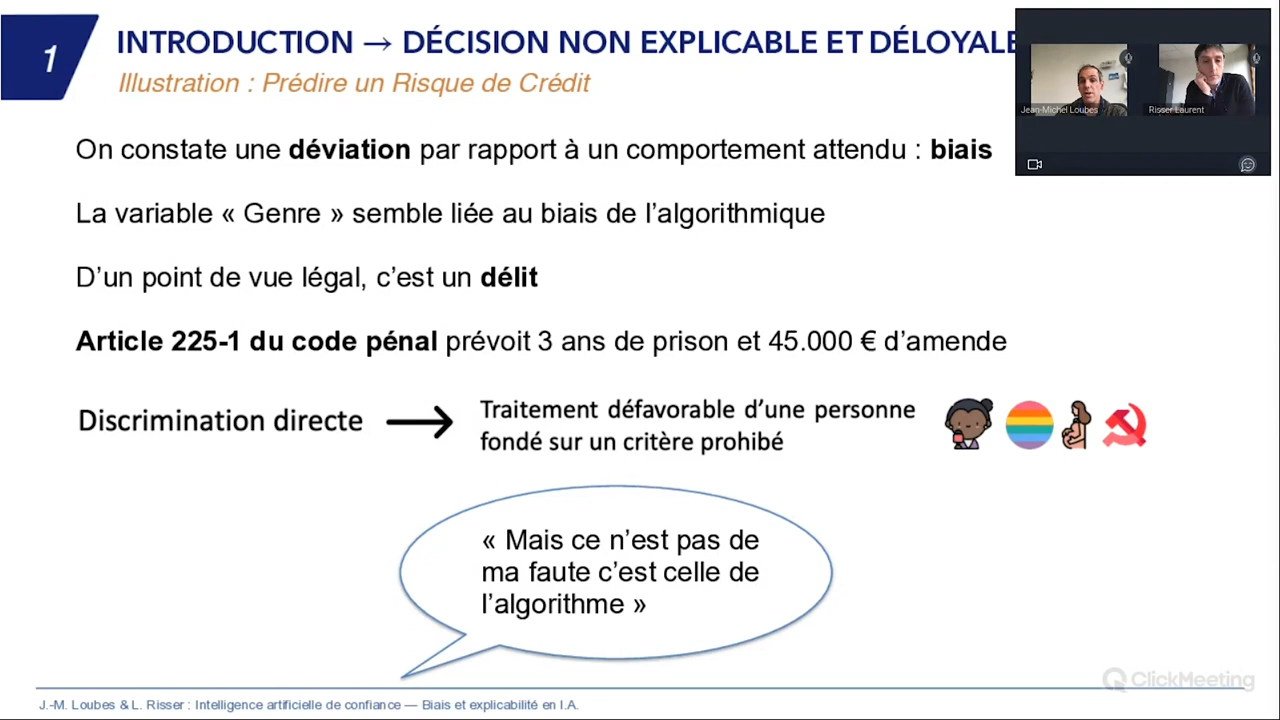 1
INTRODUCTION → DÉCISION NON EXPLICABLE ET DÉLOYALE
Illustration : Prédire un Risque de Crédit
Jean-Michel Loubes
Risser Laurent
On constate une déviation par rapport à un comportement attendu : biais
La variable « Genre » semble liée au biais de l’algorithmique
D’un point de vue légal, c’est un délit
Article 225-1 du code pénal prévoit 3 ans de prison et 45.000 € d’amende
Discrimination directe
Traitement défavorable d’une personne
fondé sur un critère prohibé
« Mais ce n’est pas de
ma faute c’est celle de
l’algorithme »
ClickMeeting
J.-M. Loubes & L. Risser : Intelligence artificielle de confiance — Biais et explicabilité en I.A.